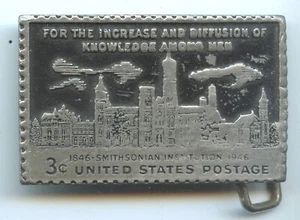 FOR THE INCREASE AND DIFFUSION OF
KNOWLEDGE AMONG MEN
1846·SMITHSONIAN INSTITUTION·1946
3¢ UNITED STATES POSTAGE